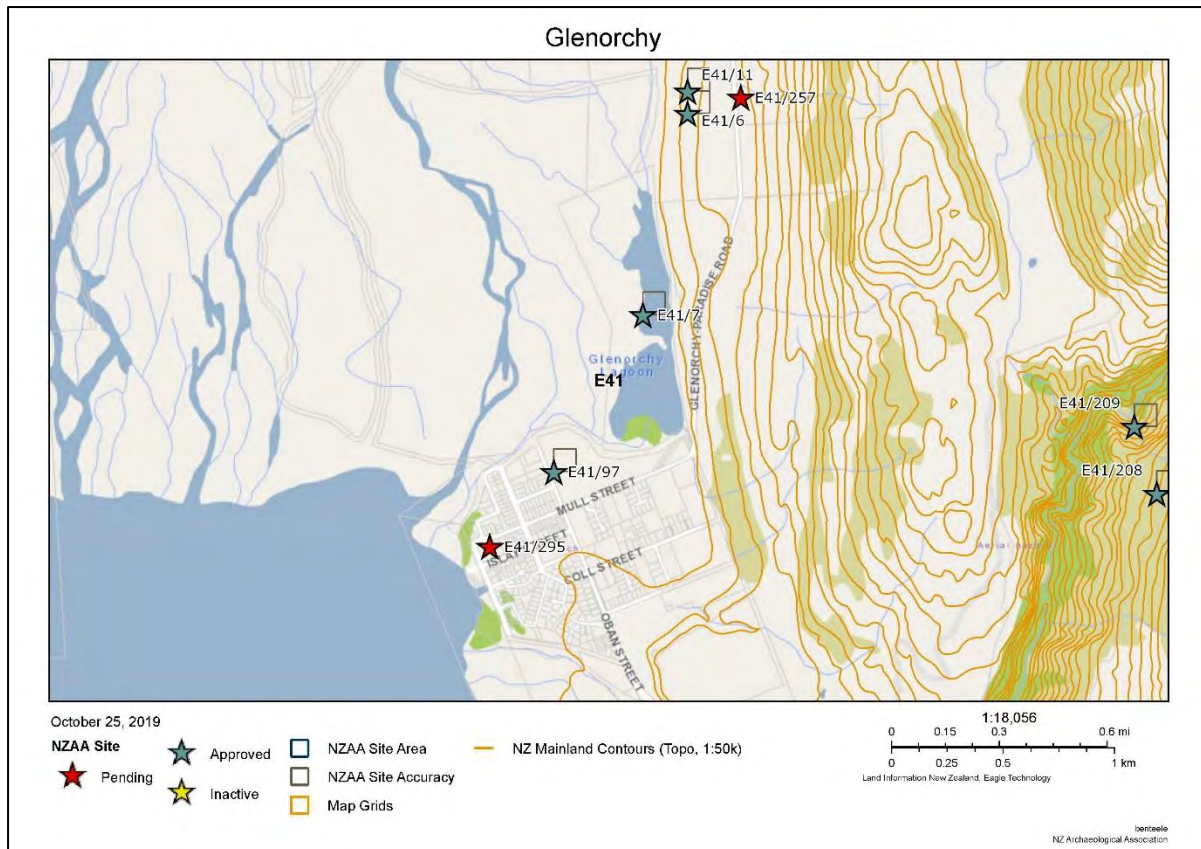 Glenorchy
E41/11
E41/257
E41/6
GLENORCHY-PARADISE ROAD
E41/7
Glenorchy
Lagoon
E41
E41/209
E41/97
E41/208
MULL STREET
E41/295
ISLAY STREET
COLL STREET
OBAN STREET
October 25, 2019
NZAA Site
Pending
Approved
Inactive
NZAA Site Area
NZAA Site Accuracy
Map Grids
NZ Mainland Contours (Topo, 1:50k)
1:18,056
0 0.15 0.3 0.6 mi
0 0.25 0.5 1 km
Land Information New Zealand, Eagle Technology
benteele
NZ Archaeological Association